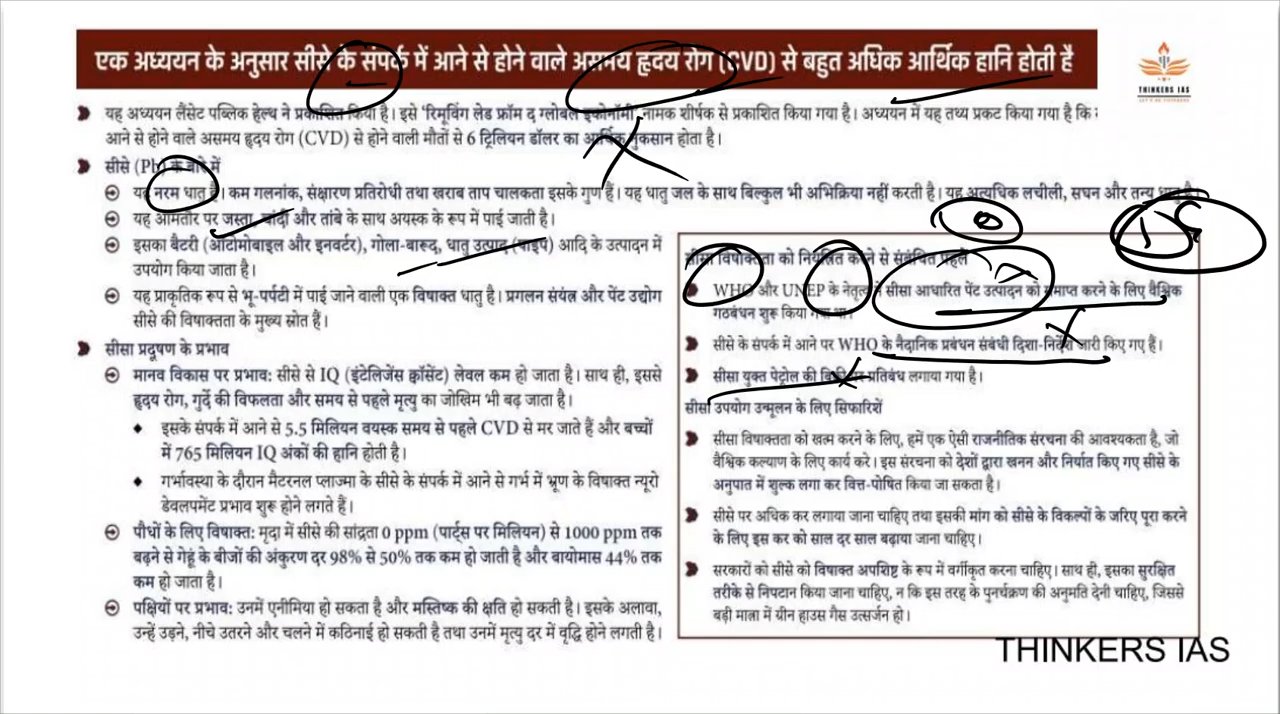 एक अध्ययन के अनुसार सीसे के संपर्क में आने से होने वाले असमय हृदय रोग (CVD) से बहुत अधिक आर्थिक हानि होती है
THINKERS IAS
यह अध्ययन लैंसेट पब्लिक हेल्थ ने प्रकाशित किया है। इसे 'रिमूविंग लेड फ्रॉम द ग्लोबल इकोनॉमी' नामक शीर्षक से प्रकाशित किया गया है। अध्ययन में यह तथ्य प्रकट किया गया है कि
आने से होने वाले असमय हृदय रोग (CVD) से होने वाली मौतों से 6 ट्रिलियन डॉलर का आर्थिक नुकसान होता है।
सीसे (Pb) के बारे में
यह नरम धातु है। कम गलनांक, संक्षारण प्रतिरोधी तथा खराब ताप चालकता इसके गुण हैं। यह धातु जल के साथ बिल्कुल भी अभिक्रिया नहीं करती है। यह अत्यधिक लचीली, सघन और तन्य धातु है।
यह आमतौर पर जस्ता, चांदी और तांबे के साथ अयस्क के रूप में पाई जाती है।
इसका बैटरी (ऑटोमोबाइल और इनवर्टर), गोला-बारूद, धातु उत्पाद (पाइप) आदि के उत्पादन में
उपयोग किया जाता है।
यह प्राकृतिक रूप से भू-पर्पटी में पाई जाने वाली एक विषाक्त धातु है। प्रगलन संयंत्र और पेंट उद्योग
सीसे की विषाक्तता के मुख्य स्रोत हैं।
सीसा प्रदूषण के प्रभाव
मानव विकास पर प्रभाव: सीसे से IQ (इंटेलिजेंस क्वॉसेंट) लेवल कम हो जाता है। साथ ही, इससे
हृदय रोग, गुर्दे की विफलता और समय से पहले मृत्यु का जोखिम भी बढ़ जाता है।
इसके संपर्क में आने से 5.5 मिलियन वयस्क समय से पहले CVD से मर जाते हैं और बच्चों
में 765 मिलियन IQ अंकों की हानि होती है।
गर्भावस्था के दौरान मैटरनल प्लाज्मा के सीसे के संपर्क में आने से गर्भ में भ्रूण के विषाक्त न्यूरो
डेवलपमेंट प्रभाव शुरू होने लगते हैं।
पौधों के लिए विषाक्त: मृदा में सीसे की सांद्रता 0 ppm (पार्ट्स पर मिलियन) से 1000 ppm तक
बढ़ने से गेहूं के बीजों की अंकुरण दर 98% से 50% तक कम हो जाती है और बायोमास 44% तक
कम हो जाता है।
पक्षियों पर प्रभाव: उनमें एनीमिया हो सकता है और मस्तिष्क की क्षति हो सकती है। इसके अलावा,
उन्हें उड़ने, नीचे उतरने और चलने में कठिनाई हो सकती है तथा उनमें मृत्यु दर में वृद्धि होने लगती है।
सीसा विषाक्तता को नियंत्रित करने से संबंधित पहलें
WHO और UNEP के नेतृत्व में सीसा आधारित पेंट उत्पादन को समाप्त करने के लिए वैश्विक
गठबंधन शुरू किया गया था।
सीसे के संपर्क में आने पर WHO के नैदानिक प्रबंधन संबंधी दिशा-निर्देश जारी किए गए हैं।
सीसा युक्त पेट्रोल की बिक्री पर प्रतिबंध लगाया गया है।
सीसा उपयोग उन्मूलन के लिए सिफारिशें
सीसा विषाक्तता को खत्म करने के लिए, हमें एक ऐसी राजनीतिक संरचना की आवश्यकता है, जो
वैश्विक कल्याण के लिए कार्य करे। इस संरचना को देशों द्वारा खनन और निर्यात किए गए सीसे के
अनुपात में शुल्क लगा कर वित्त-पोषित किया जा सकता है।
सीसे पर अधिक कर लगाया जाना चाहिए तथा इसकी मांग को सीसे के विकल्पों के जरिए पूरा करने
के लिए इस कर को साल दर साल बढ़ाया जाना चाहिए।
सरकारों को सीसे को विषाक्त अपशिष्ट के रूप में वर्गीकृत करना चाहिए। साथ ही, इसका सुरक्षित
तरीके से निपटान किया जाना चाहिए, न कि इस तरह के पुनर्चक्रण की अनुमति देनी चाहिए, जिससे
बड़ी मात्रा में ग्रीन हाउस गैस उत्सर्जन हो।
THINKERS IAS